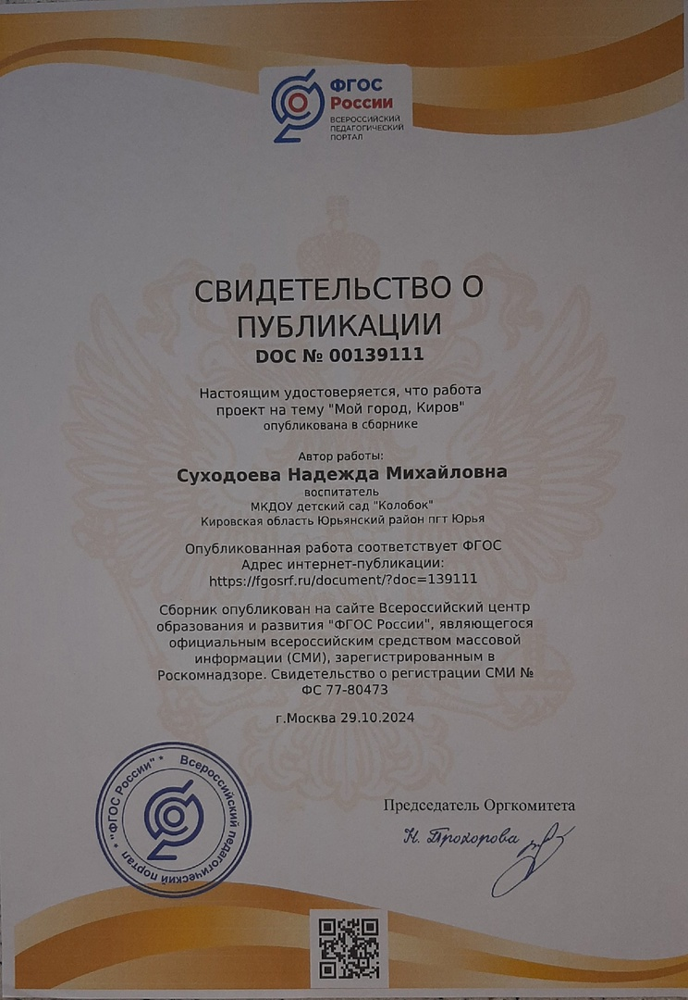 ФГОС
России
ВСЕРОССИЙСКИЙ
ПЕДАГОГИЧЕСКИЙ
ПОРТАЛ
СВИДЕТЕЛЬСТВО О
ПУБЛИКАЦИИ
DOC № 00139111
Настоящим удостоверяется, что работа
проект на тему "Мой город, Киров"
опубликована в сборнике
Автор работы:
Суходоева Надежда Михайловна
воспитатель
МКДОУ детский сад "Колобок"
Кировская область Юрьянский район пгт Юрья
Опубликованная работа соответствует ФГОС
Адрес интернет-публикации:
https://fgosrf.ru/document/?doc=139111
Сборник опубликован на сайте Всероссийский центр
образования и развития "ФГОС России", являющегося
официальным всероссийским средством массовой
информации (СМИ), зарегистрированным в
Роскомнадзоре. Свидетельство о регистрации СМИ №
ФС 77-80473
г.Москва 29.10.2024
Всероссийский педагогический портал * "ФГОС России" *
Председатель Оргкомитета
Н. Прохорова